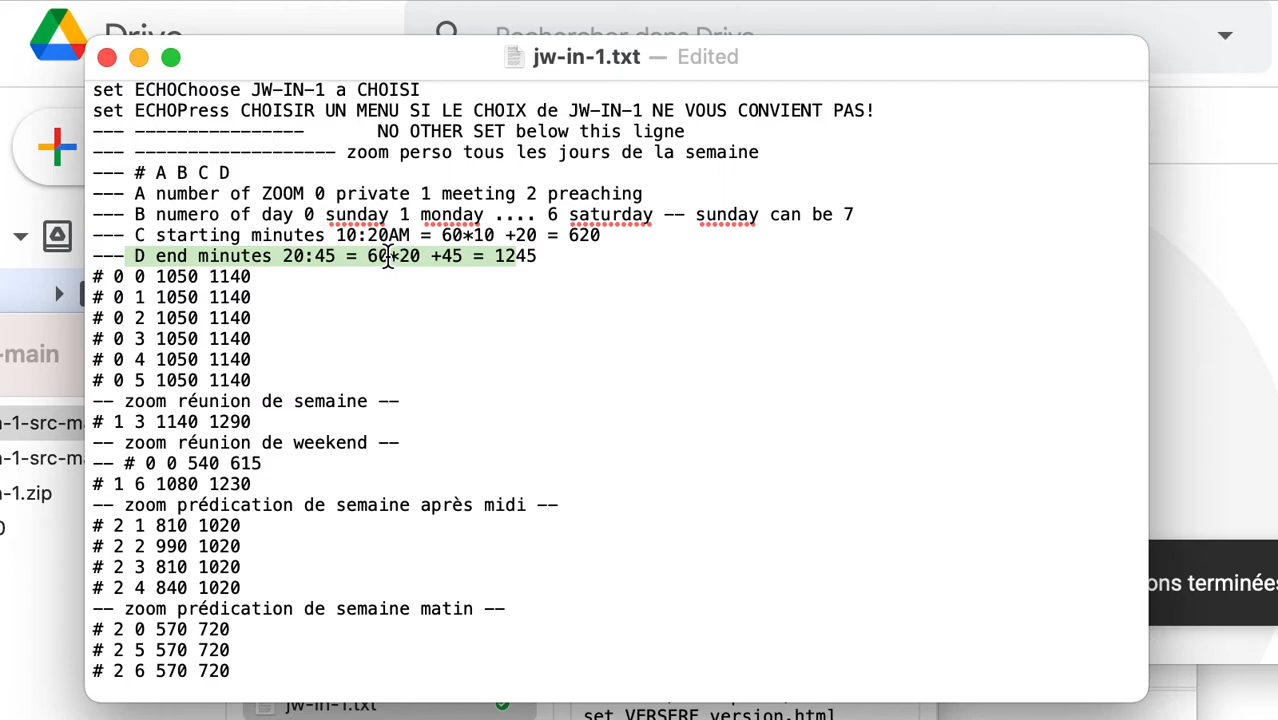 Drive
Rechercher dans Drive
jw-in-1.txt — Edited
set ECHOChoose JW-IN-1 a CHOISI
set ECHOPress CHOISIR UN MENU SI LE CHOIX de JW-IN-1 NE VOUS CONVIENT PAS!
--- ---------------- NO OTHER SET below this ligne
--- ------------------- zoom perso tous les jours de la semaine
--- # A B C D
--- A number of ZOOM 0 private 1 meeting 2 preaching
--- B numero of day 0 sunday 1 monday .... 6 saturday -- sunday can be 7
--- C starting minutes 10:20AM = 60*10 +20 = 620
--- D end minutes 20:45 = 60*20 +45 = 1245
# 0 0 1050 1140
# 0 1 1050 1140
# 0 2 1050 1140
# 0 3 1050 1140
# 0 4 1050 1140
# 0 5 1050 1140
-- zoom réunion de semaine --
# 1 3 1140 1290
-- zoom réunion de weekend --
-- # 0 0 540 615
# 1 6 1080 1230
-- zoom prédication de semaine après midi --
# 2 1 810 1020
# 2 2 990 1020
# 2 3 810 1020
# 2 4 840 1020
-- zoom prédication de semaine matin --
# 2 0 570 720
# 2 5 570 720
# 2 6 570 720
-main
n-1-src-ma
n-1-src-ma
n-1.zip
ons terminées
jw-in-1.txt
set VERSERE version.html